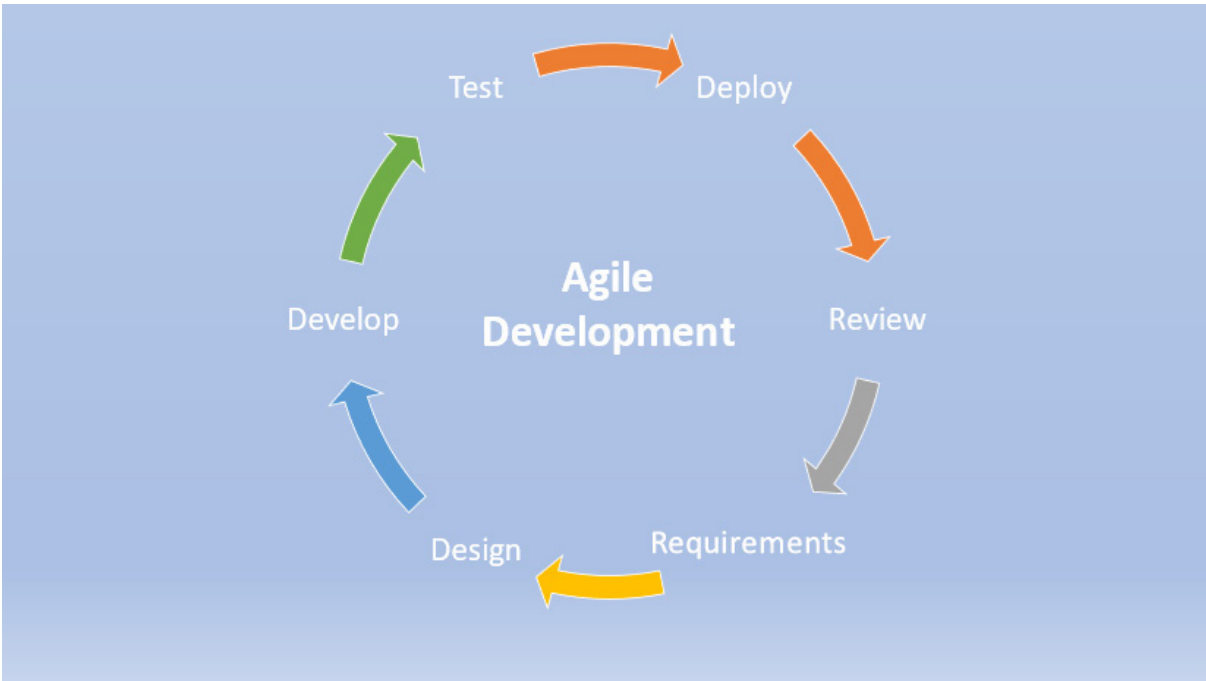 Test
Deploy
Agile
Development
Develop
Review
Design
Requirements